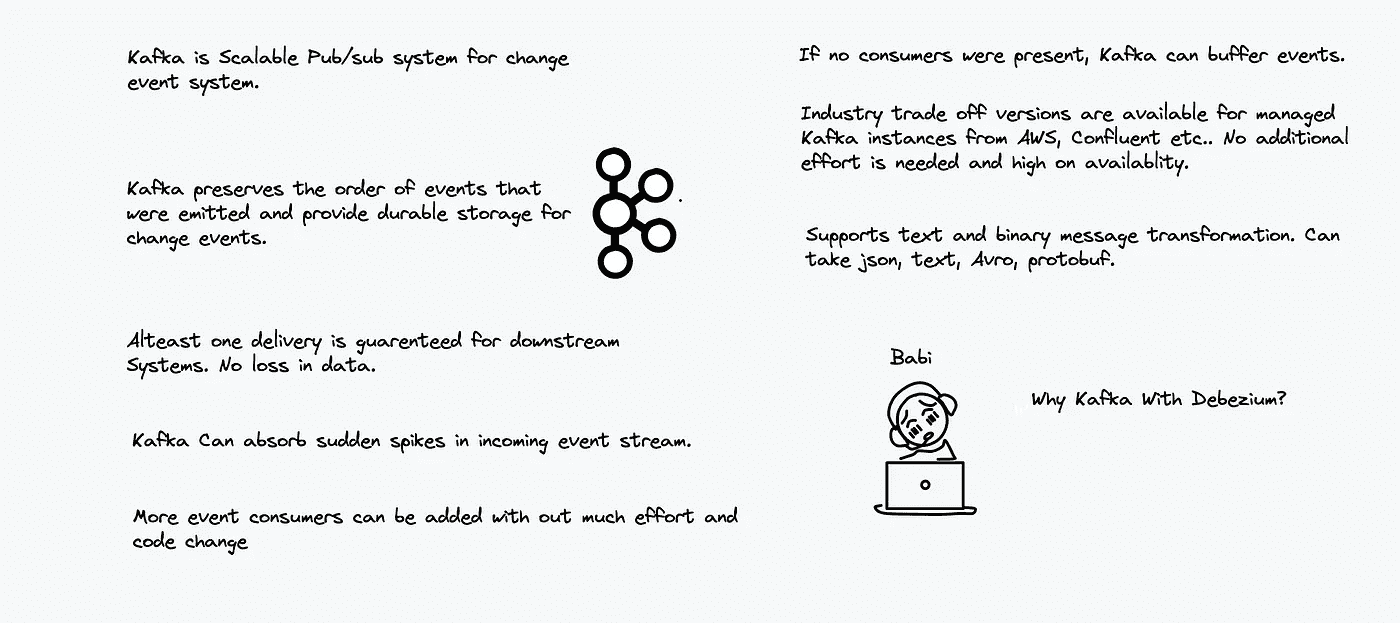 Kafka is Scalable Pub/sub system for change
event system.
Kafka preserves the order of events that
were emitted and provide durable storage for
change events.
Alteast one delivery is guarenteed for downstream
Systems. No loss in data.
Kafka Can absorb sudden spikes in incoming event stream.
More event consumers can be added with out much effort and
code change
If no consumers were present, Kafka can buffer events.
Industry trade off versions are available for managed
Kafka instances from AWS, Confluent etc.. No additional
effort is needed and high on availablity.
Supports text and binary message transformation. Can
take json, text, Avro, protobuf.
Babi
Why Kafka With Debezium?